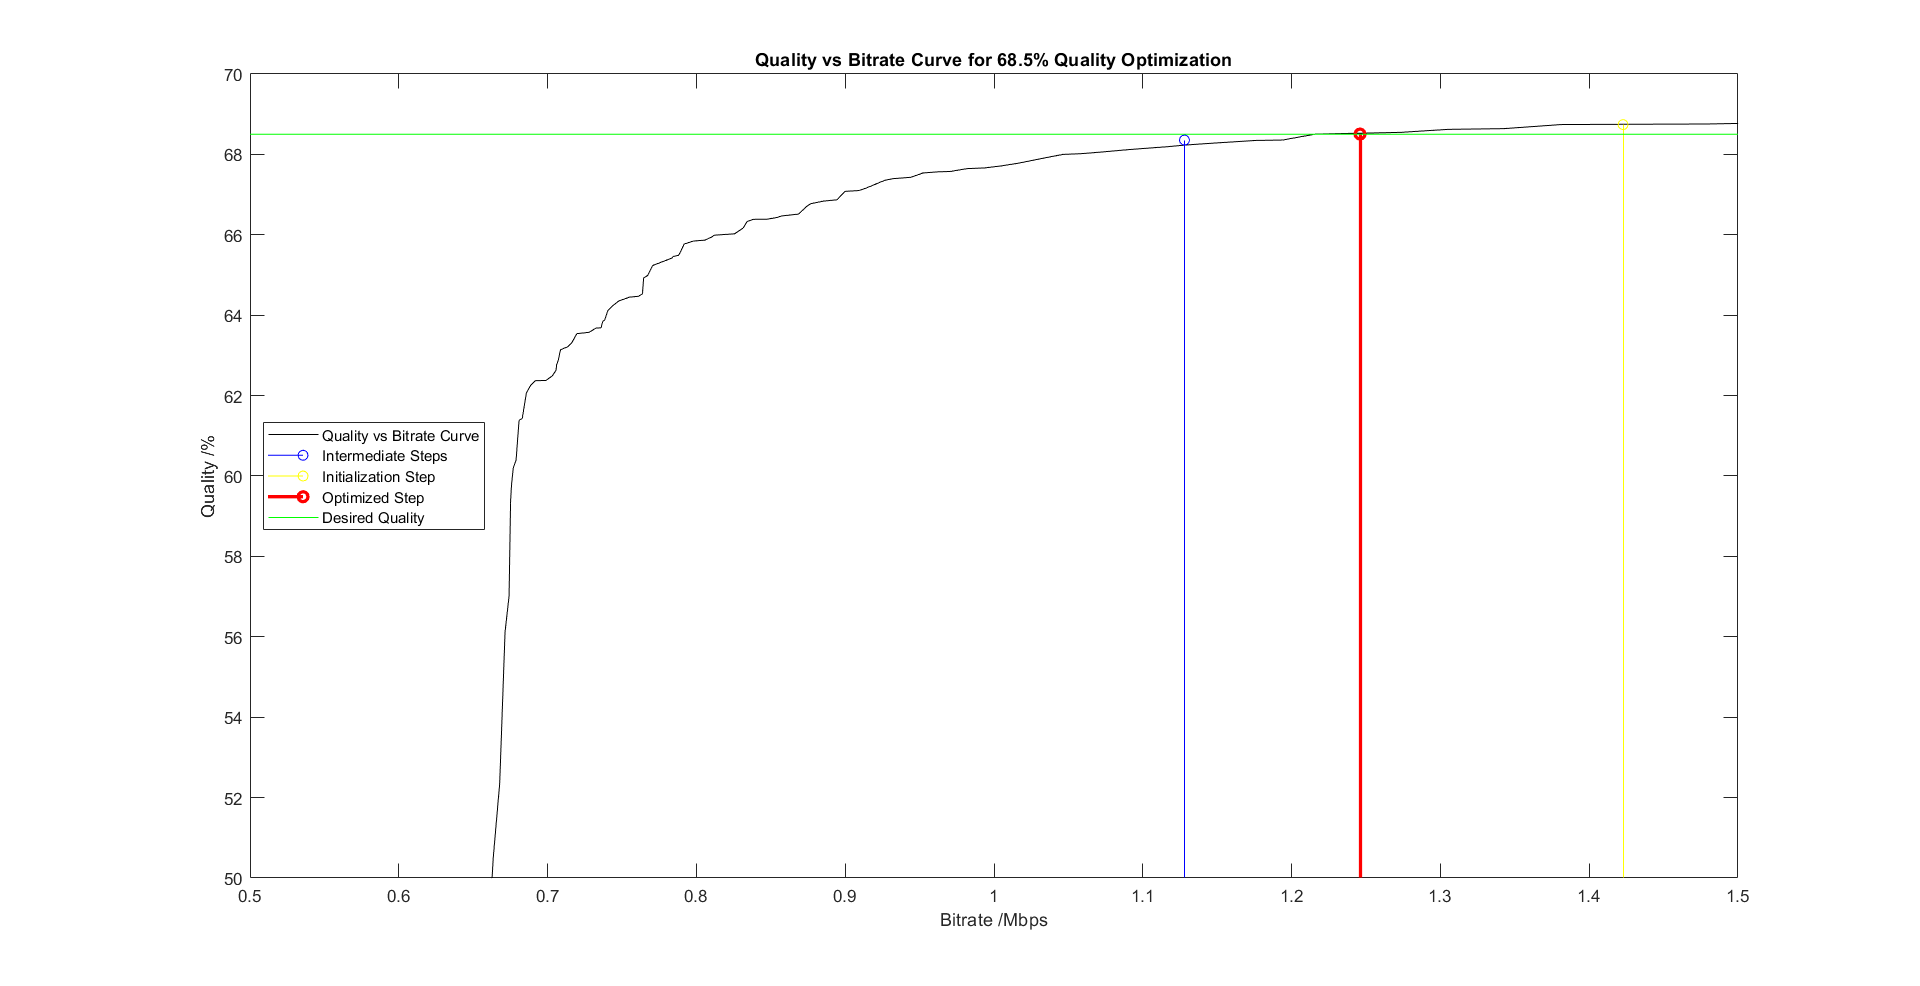 Quality vs Bitrate Curve for 68.5% Quality Optimization
70
68
66
64
62
60
58
56
54
52
50
Quality /%
Quality vs Bitrate Curve
Intermediate Steps
Initialization Step
Optimized Step
Desired Quality
0.5 0.6 0.7 0.8 0.9 1 1.1 1.2 1.3 1.4 1.5
Bitrate /Mbps